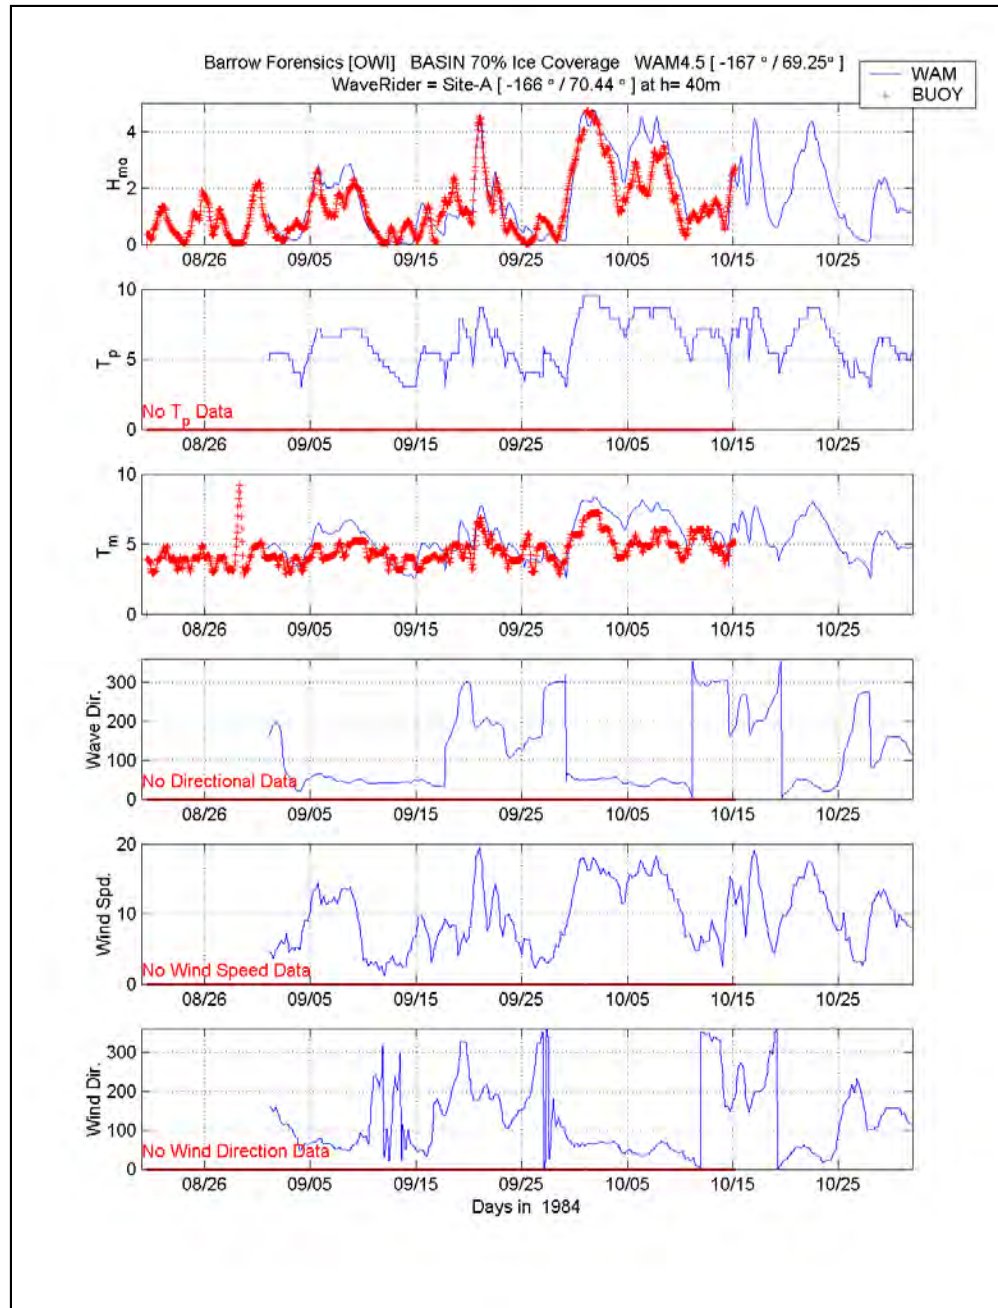 Barrow Forensics [OWI] BASIN 70% Ice Coverage WAM4.5 [ -167 ° / 69.25° ]
WaveRider = Site-A [ -166 ° / 70.44 ° ] at h= 40m
WAM
BUOY
4
2
0
Hmo
08/26 09/05 09/15 09/25 10/05 10/15 10/25
10
5
0
Tp
No Tp Data
08/26 09/05 09/15 09/25 10/05 10/15 10/25
10
5
0
Tm
08/26 09/05 09/15 09/25 10/05 10/15 10/25
300
200
100
0
Wave Dir.
No Directional Data
08/26 09/05 09/15 09/25 10/05 10/15 10/25
20
10
0
Wind Spd.
No Wind Speed Data
08/26 09/05 09/15 09/25 10/05 10/15 10/25
300
200
100
0
Wind Dir.
No Wind Direction Data
08/26 09/05 09/15 09/25 10/05 10/15 10/25
Days in 1984